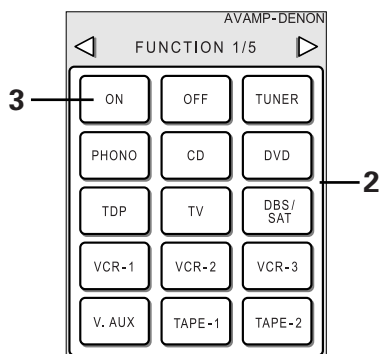 AVAMP-DENON
FUNCTION 1/5
3 ON OFF TUNER
PHONO CD DVD
2
TDP TV DBS/
SAT
VCR-1 VCR-2 VCR-3
V. AUX TAPE-1 TAPE-2